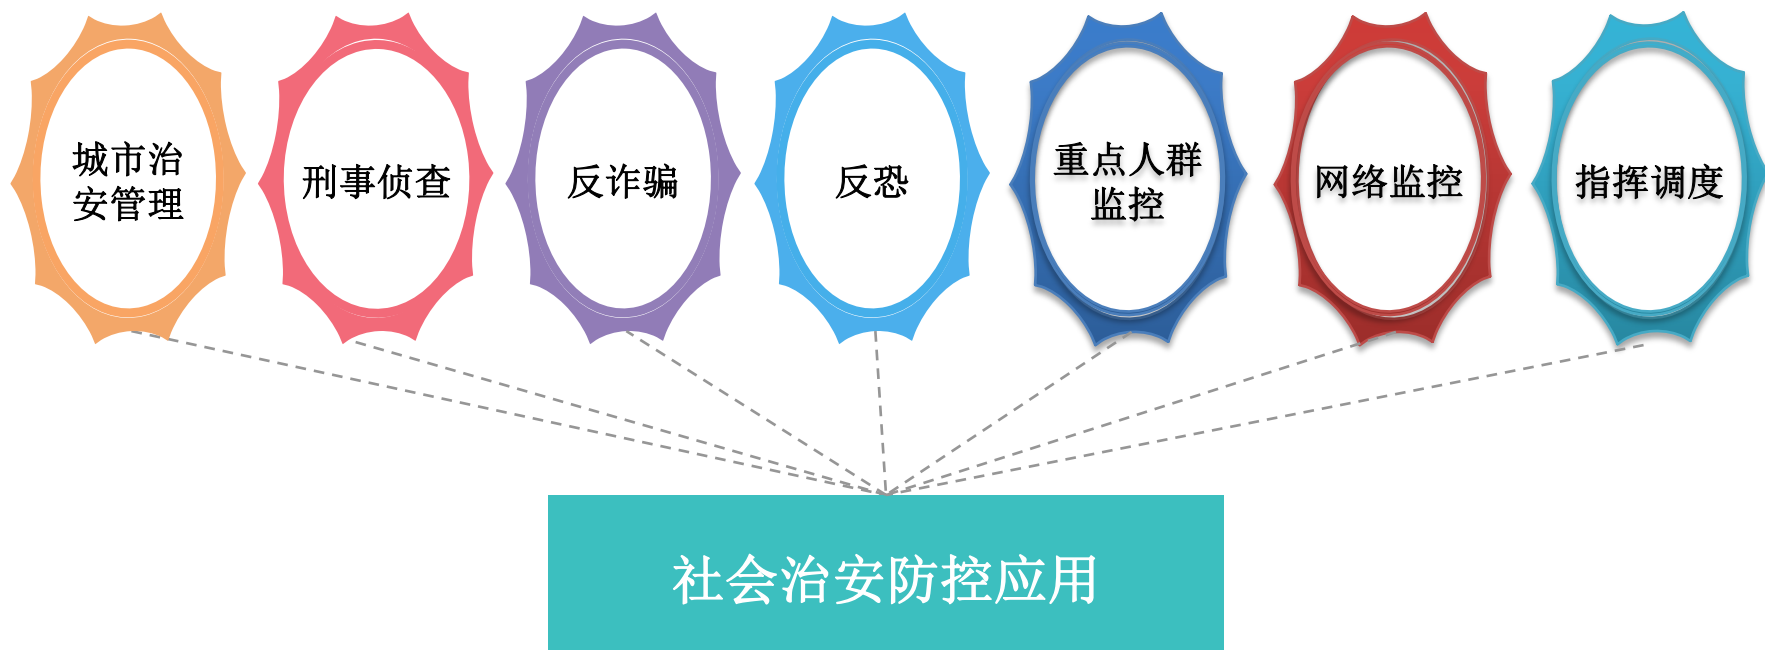 城市治
安管理
刑事侦查
反诈骗
反恐
重点人群
监控
网络监控
指挥调度
社会治安防控应用